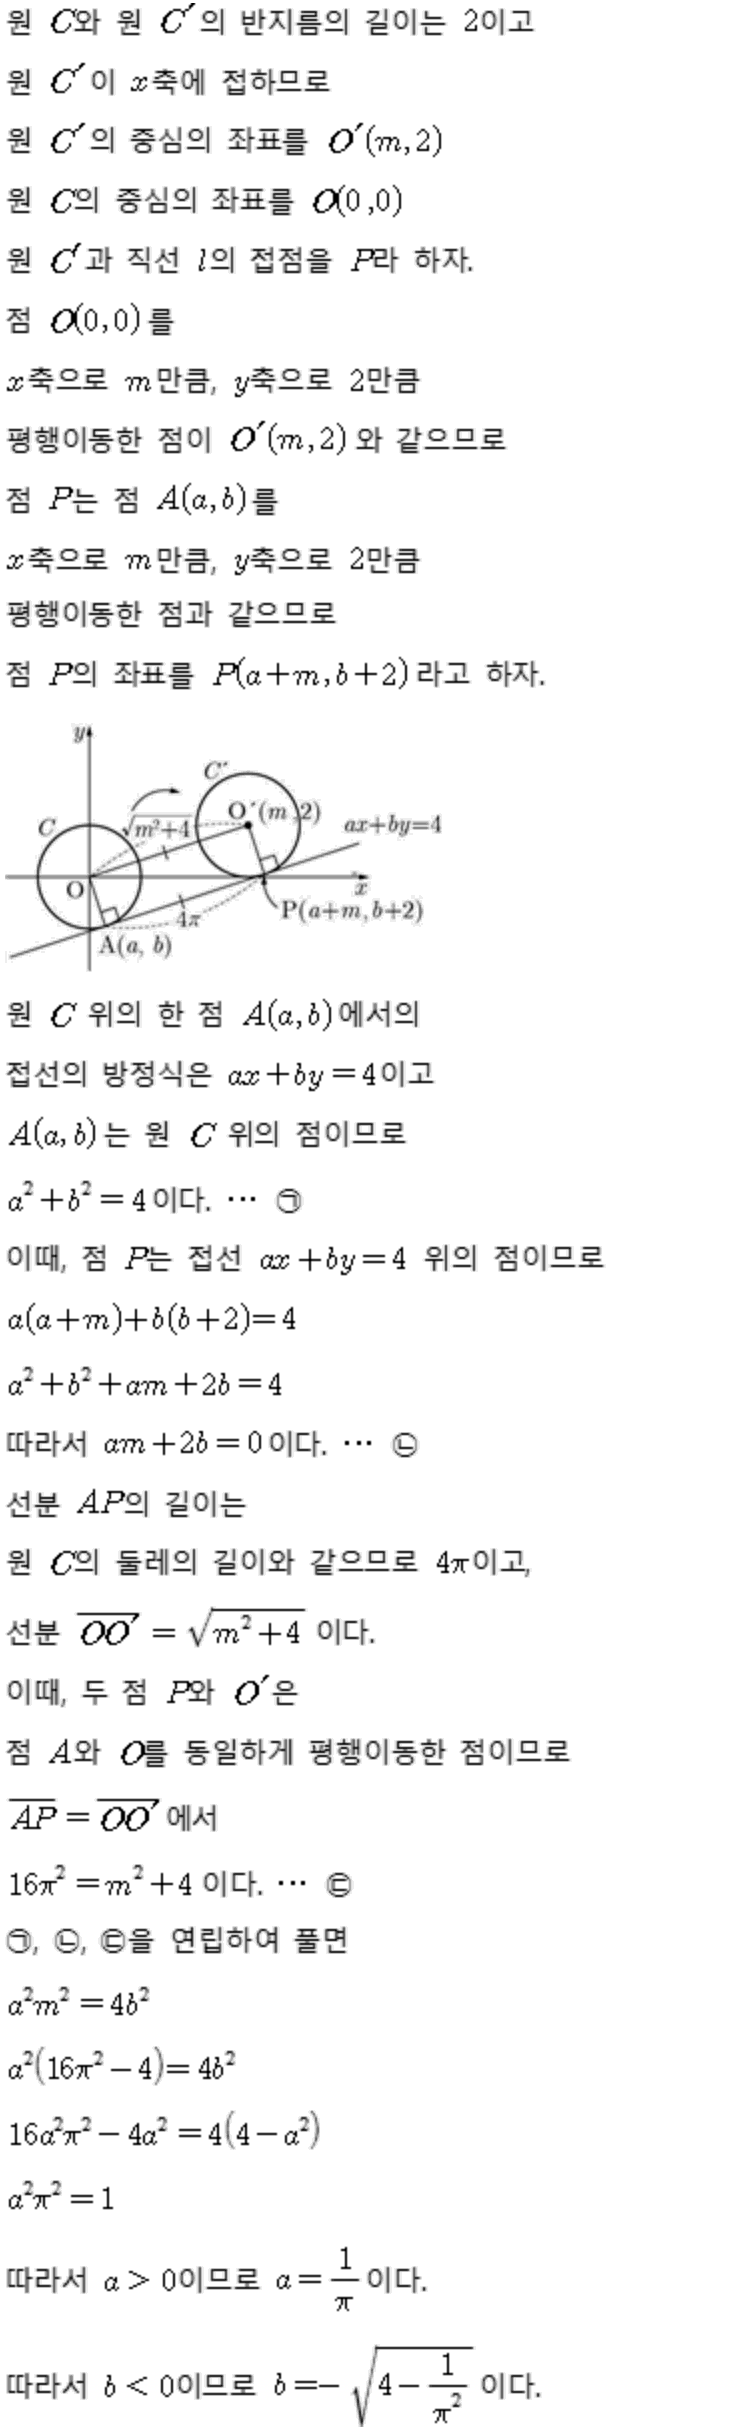 원 C와 원 C′의 반지름의 길이는 2이고
원 C′이 x축에 접하므로
원 C′의 중심의 좌표를 O′(m, 2)
원 C의 중심의 좌표를 O(0, 0)
원 C′과 직선 l의 접점을 P라 하자.
점 O(0, 0)를
x축으로 m만큼, y축으로 2만큼
평행이동한 점이 O′(m, 2)와 같으므로
점 P는 점 A(a, b)를
x축으로 m만큼, y축으로 2만큼
평행이동한 점과 같으므로
점 P의 좌표를 P(a+m, b+2)라고 하자.
y
C′
C
√(m²+4)
O′(m, 2)
ax+by=4
O
x
4π
P(a+m, b+2)
A(a, b)
원 C 위의 한 점 A(a, b)에서의
접선의 방정식은 ax+by=4이고
A(a, b)는 원 C 위의 점이므로
a²+b²=4이다. ⋯ ㉠
이때, 점 P는 접선 ax+by=4 위의 점이므로
a(a+m)+b(b+2)=4
a²+b²+am+2b=4
따라서 am+2b=0이다. ⋯ ㉡
선분 AP의 길이는
원 C의 둘레의 길이와 같으므로 4π이고,
선분 O͞O͞′ = √(m²+4) 이다.
이때, 두 점 P와 O′은
점 A와 O를 동일하게 평행이동한 점이므로
A͞P͞ = O͞O͞′에서
16π²=m²+4 이다. ⋯ ㉢
㉠, ㉡, ㉢을 연립하여 풀면
a²m²=4b²
a²(16π²−4)=4b²
16a²π²−4a²=4(4−a²)
a²π²=1
따라서 a>0이므로 a=1/π이다.
따라서 b<0이므로 b=−√(4−1/π²) 이다.